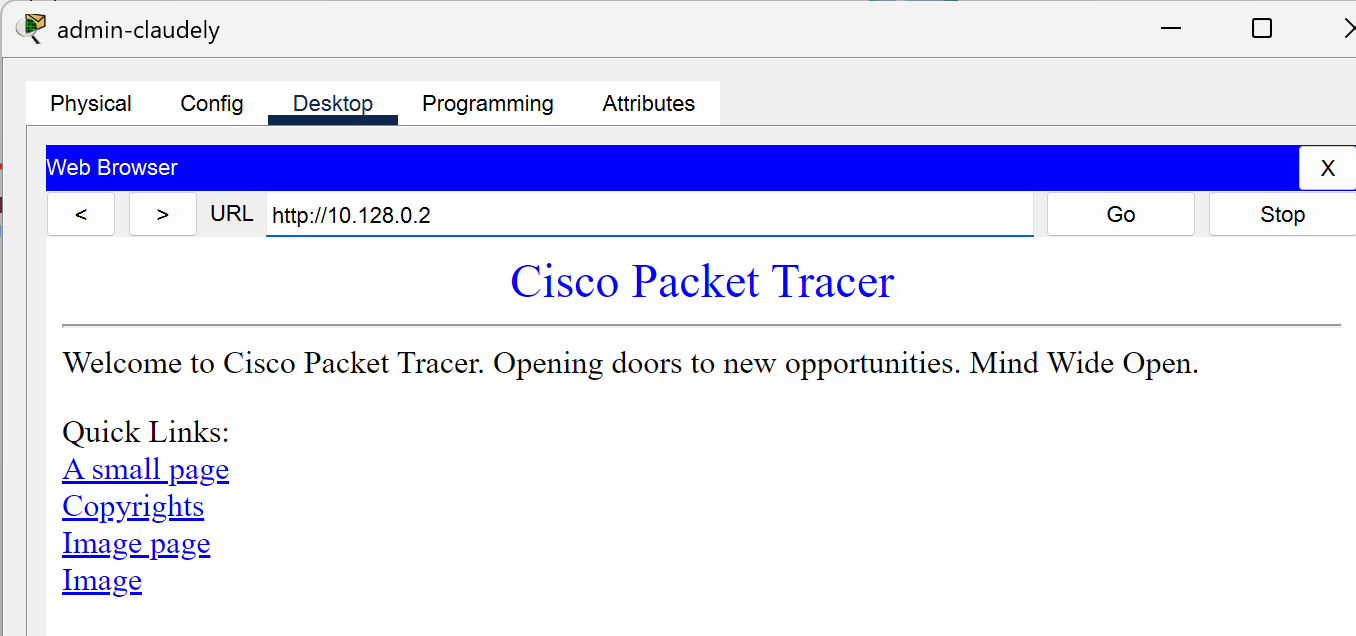 admin-claudely
Physical Config Desktop Programming Attributes
Web Browser X
< > URL http://10.128.0.2 Go Stop
Cisco Packet Tracer
Welcome to Cisco Packet Tracer. Opening doors to new opportunities. Mind Wide Open.
Quick Links:
A small page
Copyrights
Image page
Image